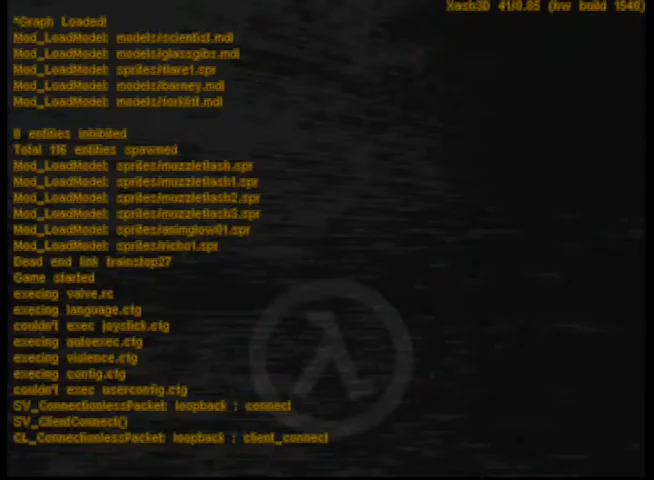 Xash3D 41/0.85 (hw build 1540)
*Graph Loaded!
Mod_LoadModel: models/scientist.mdl
Mod_LoadModel: models/glassgibs.mdl
Mod_LoadModel: sprites/flare1.spr
Mod_LoadModel: models/barney.mdl
Mod_LoadModel: models/forklift.mdl
0 entities inhibited
Total 116 entities spawned
Mod_LoadModel: sprites/muzzleflash.spr
Mod_LoadModel: sprites/muzzleflash1.spr
Mod_LoadModel: sprites/muzzleflash2.spr
Mod_LoadModel: sprites/muzzleflash3.spr
Mod_LoadModel: sprites/animglow01.spr
Mod_LoadModel: sprites/richo1.spr
Dead end link trainstop27
Game started
execing valve.rc
execing language.cfg
couldn't exec joystick.cfg
execing autoexec.cfg
execing violence.cfg
execing config.cfg
couldn't exec userconfig.cfg
SV_ConnectionlessPacket: loopback : connect
SV_ClientConnect()
CL_ConnectionlessPacket: loopback : client_connect